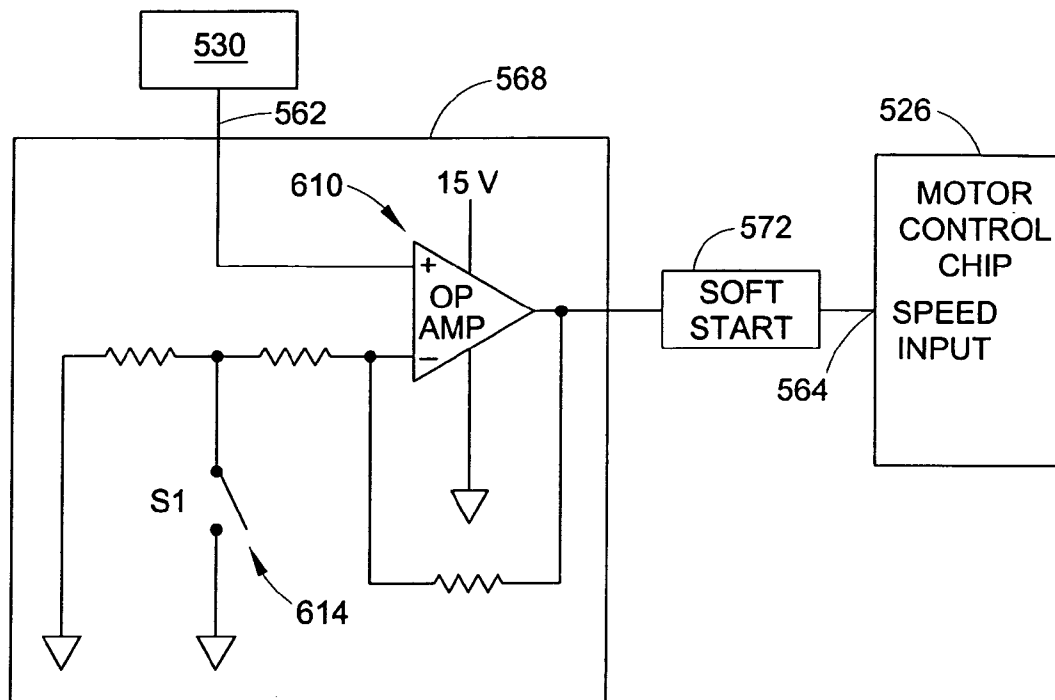 530
562
568
526
610
15 V
572
MOTOR
CONTROL
CHIP
+
OP
AMP
−
SOFT
START
SPEED
INPUT
564
S1
614